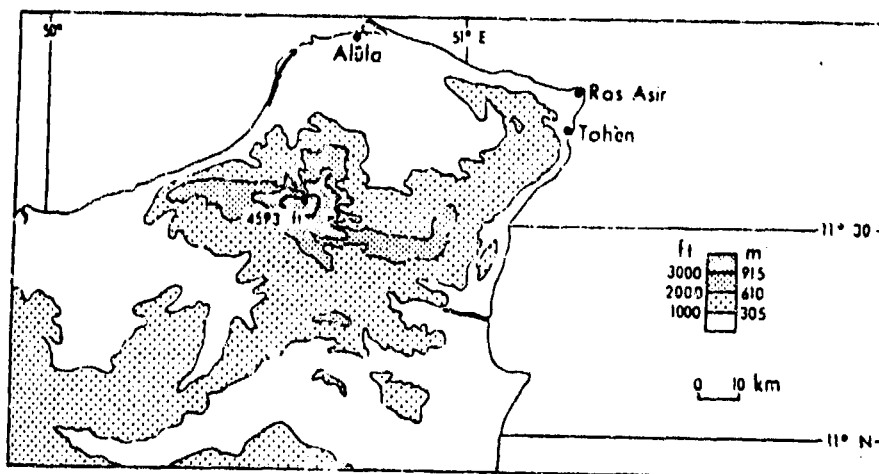 50°
51° E
Alula
Ras Asir
Tohen
4593 ft
11° 30
ft m
3000 915
2000 610
1000 305
0 10 km
11° N